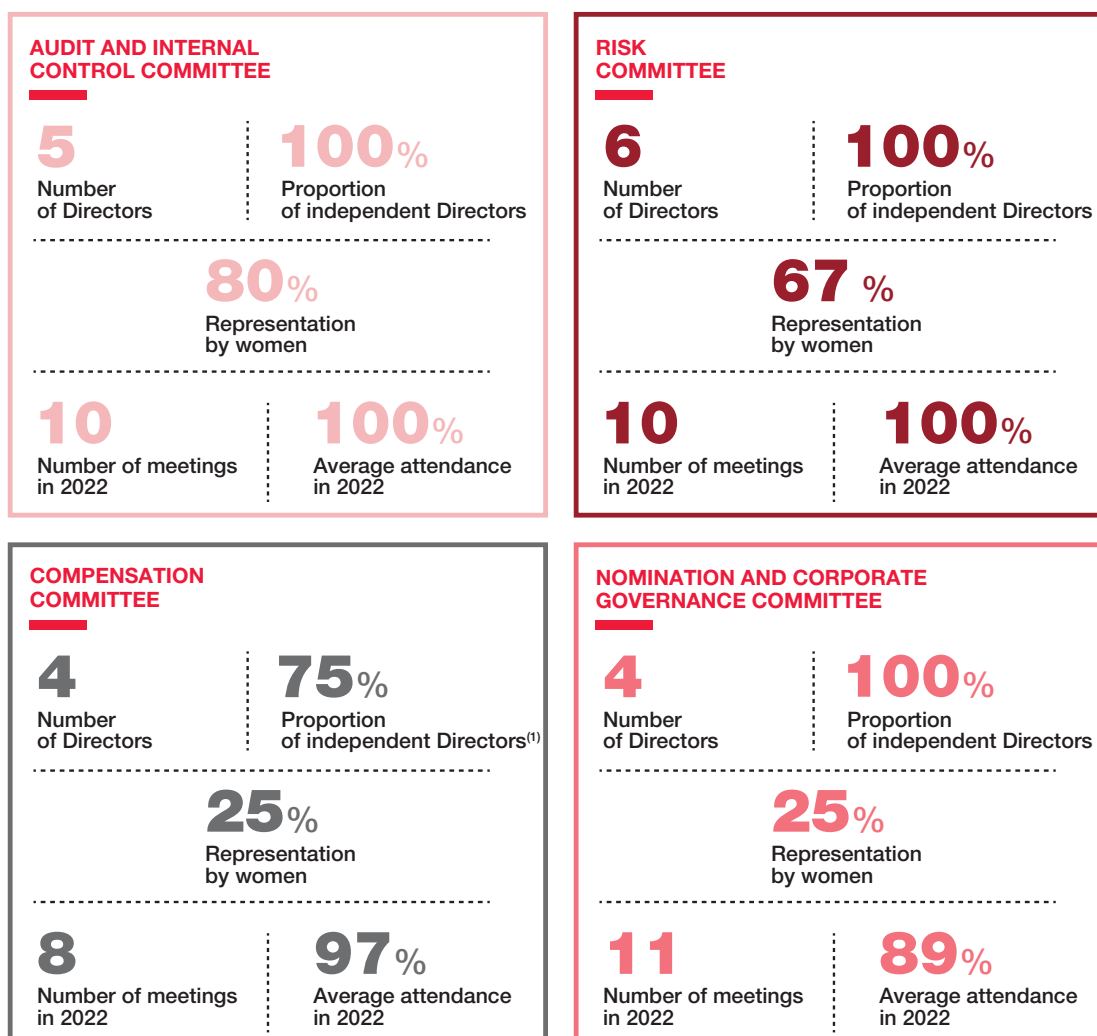 AUDIT AND INTERNAL
CONTROL COMMITTEE
5
Number
of Directors
100%
Proportion
of independent Directors
80%
Representation
by women
10
Number of meetings
in 2022
100%
Average attendance
in 2022
RISK
COMMITTEE
6
Number
of Directors
100%
Proportion
of independent Directors
67 %
Representation
by women
10
Number of meetings
in 2022
100%
Average attendance
in 2022
COMPENSATION
COMMITTEE
4
Number
of Directors
75%
Proportion
of independent Directors(1)
25%
Representation
by women
8
Number of meetings
in 2022
97%
Average attendance
in 2022
NOMINATION AND CORPORATE
GOVERNANCE COMMITTEE
4
Number
of Directors
100%
Proportion
of independent Directors
25%
Representation
by women
11
Number of meetings
in 2022
89%
Average attendance
in 2022